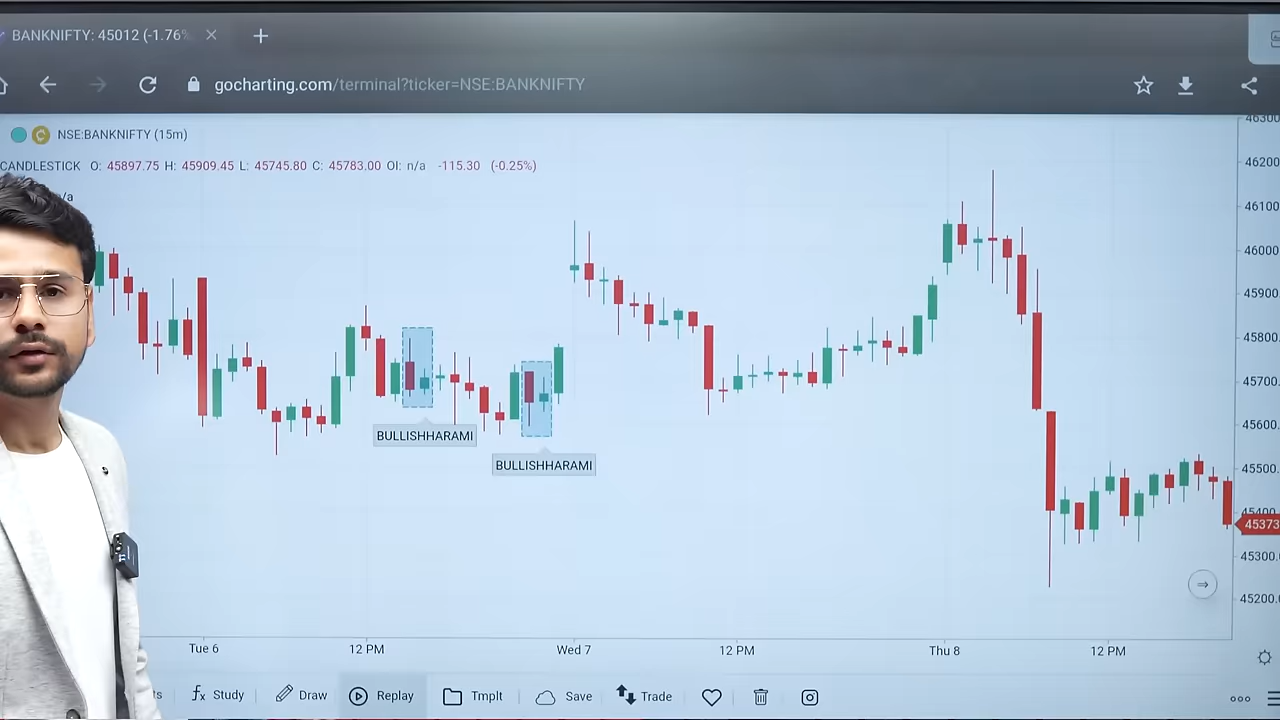 BANKNIFTY: 45012 (-1.76%
gocharting.com/terminal?ticker=NSE:BANKNIFTY
NSE:BANKNIFTY (15m)
CANDLESTICK O: 45897.75 H: 45909.45 L: 45745.80 C: 45783.00 OI: n/a -115.30 (-0.25%)
/a
46300
46200
46100
46000
45900
45800
45700
45600
45500.
45400
45373
45300.
45200.
BULLISHHARAMI
BULLISHHARAMI
Tue 6 12 PM Wed 7 12 PM Thu 8 12 PM
ts Study Draw Replay Tmplt Save Trade